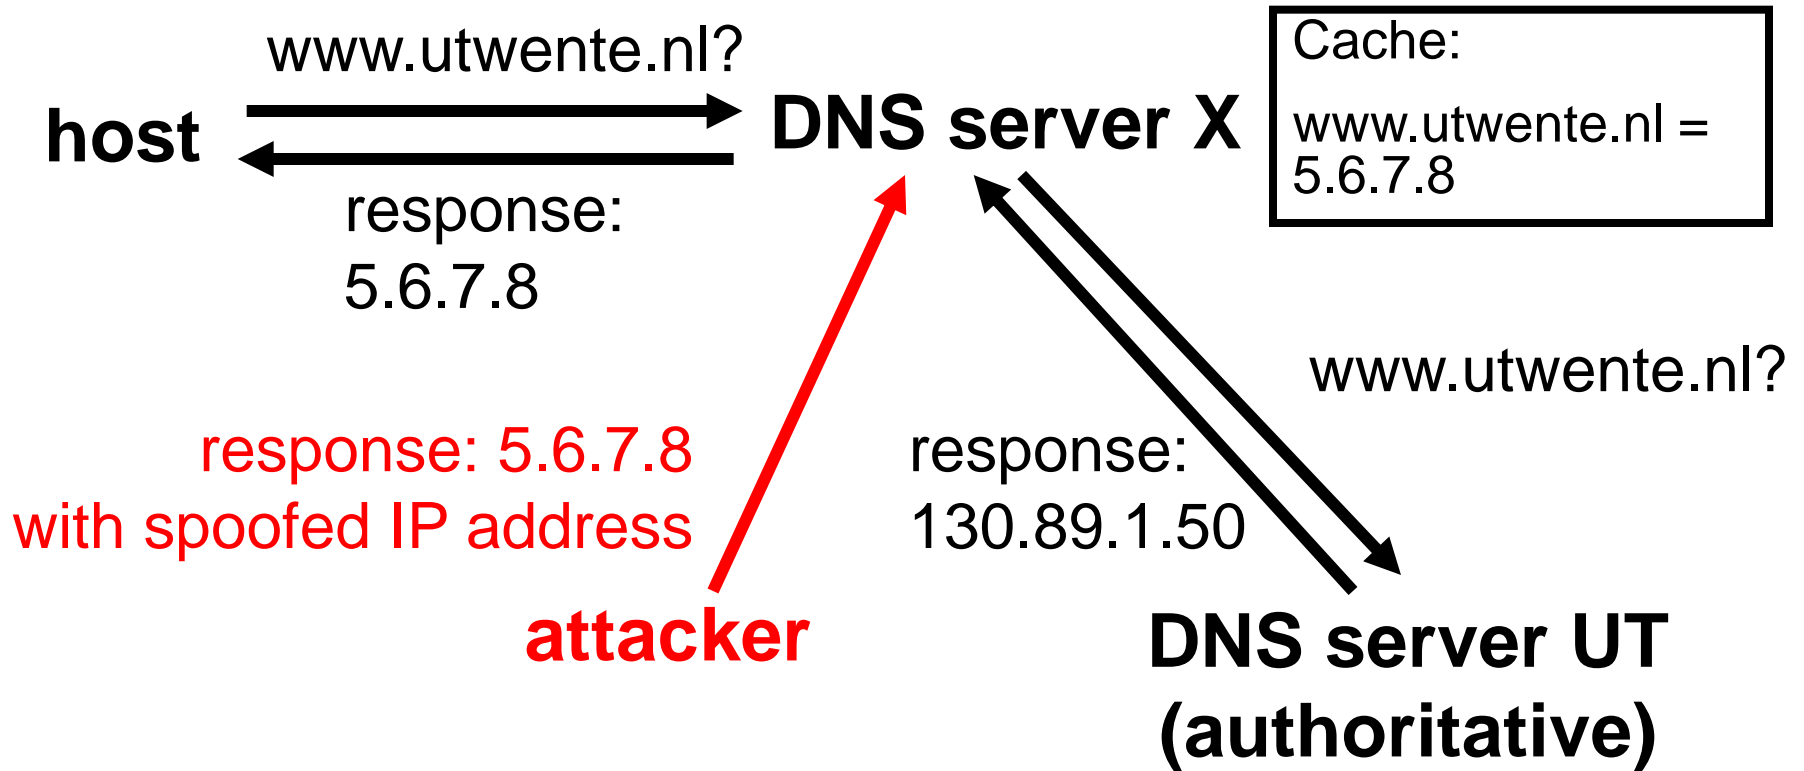 www.utwente.nl?
host
DNS server X
Cache:
www.utwente.nl =
5.6.7.8
response:
5.6.7.8
www.utwente.nl?
response: 5.6.7.8
with spoofed IP address
response:
130.89.1.50
attacker
DNS server UT
(authoritative)